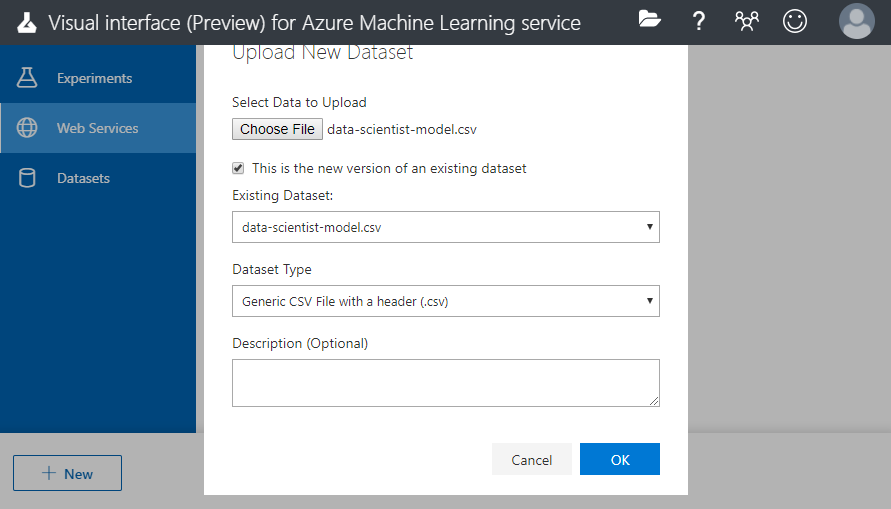 Visual interface (Preview) for Azure Machine Learning service
?
Experiments
Web Services
Datasets
Upload New Dataset
Select Data to Upload
Choose File data-scientist-model.csv
This is the new version of an existing dataset
Existing Dataset:
data-scientist-model.csv
Dataset Type
Generic CSV File with a header (.csv)
Description (Optional)
Cancel OK
+ New